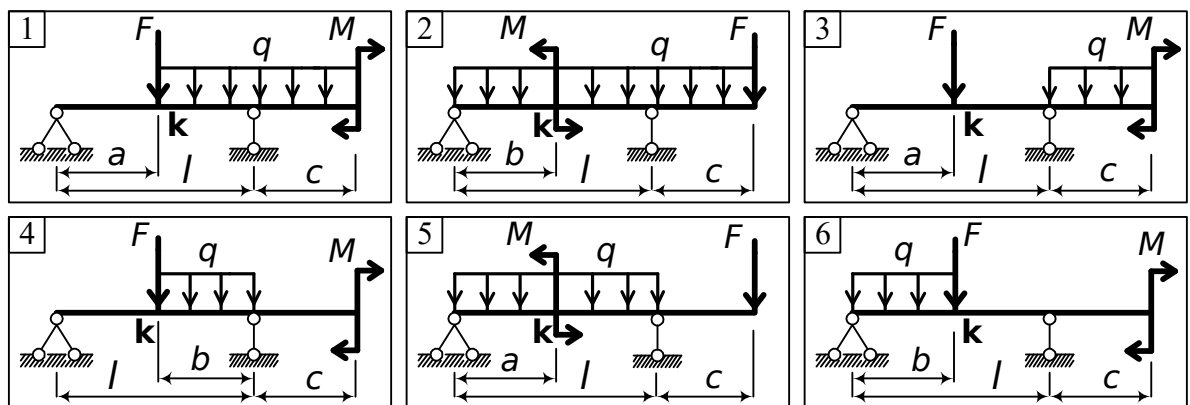 1 F q M
k
a l c
2 M q F
k
b l c
3 F q M
k
a l c
4 F q M
k
l b c
5 M q F
k
a l c
6 q F M
k
b l c